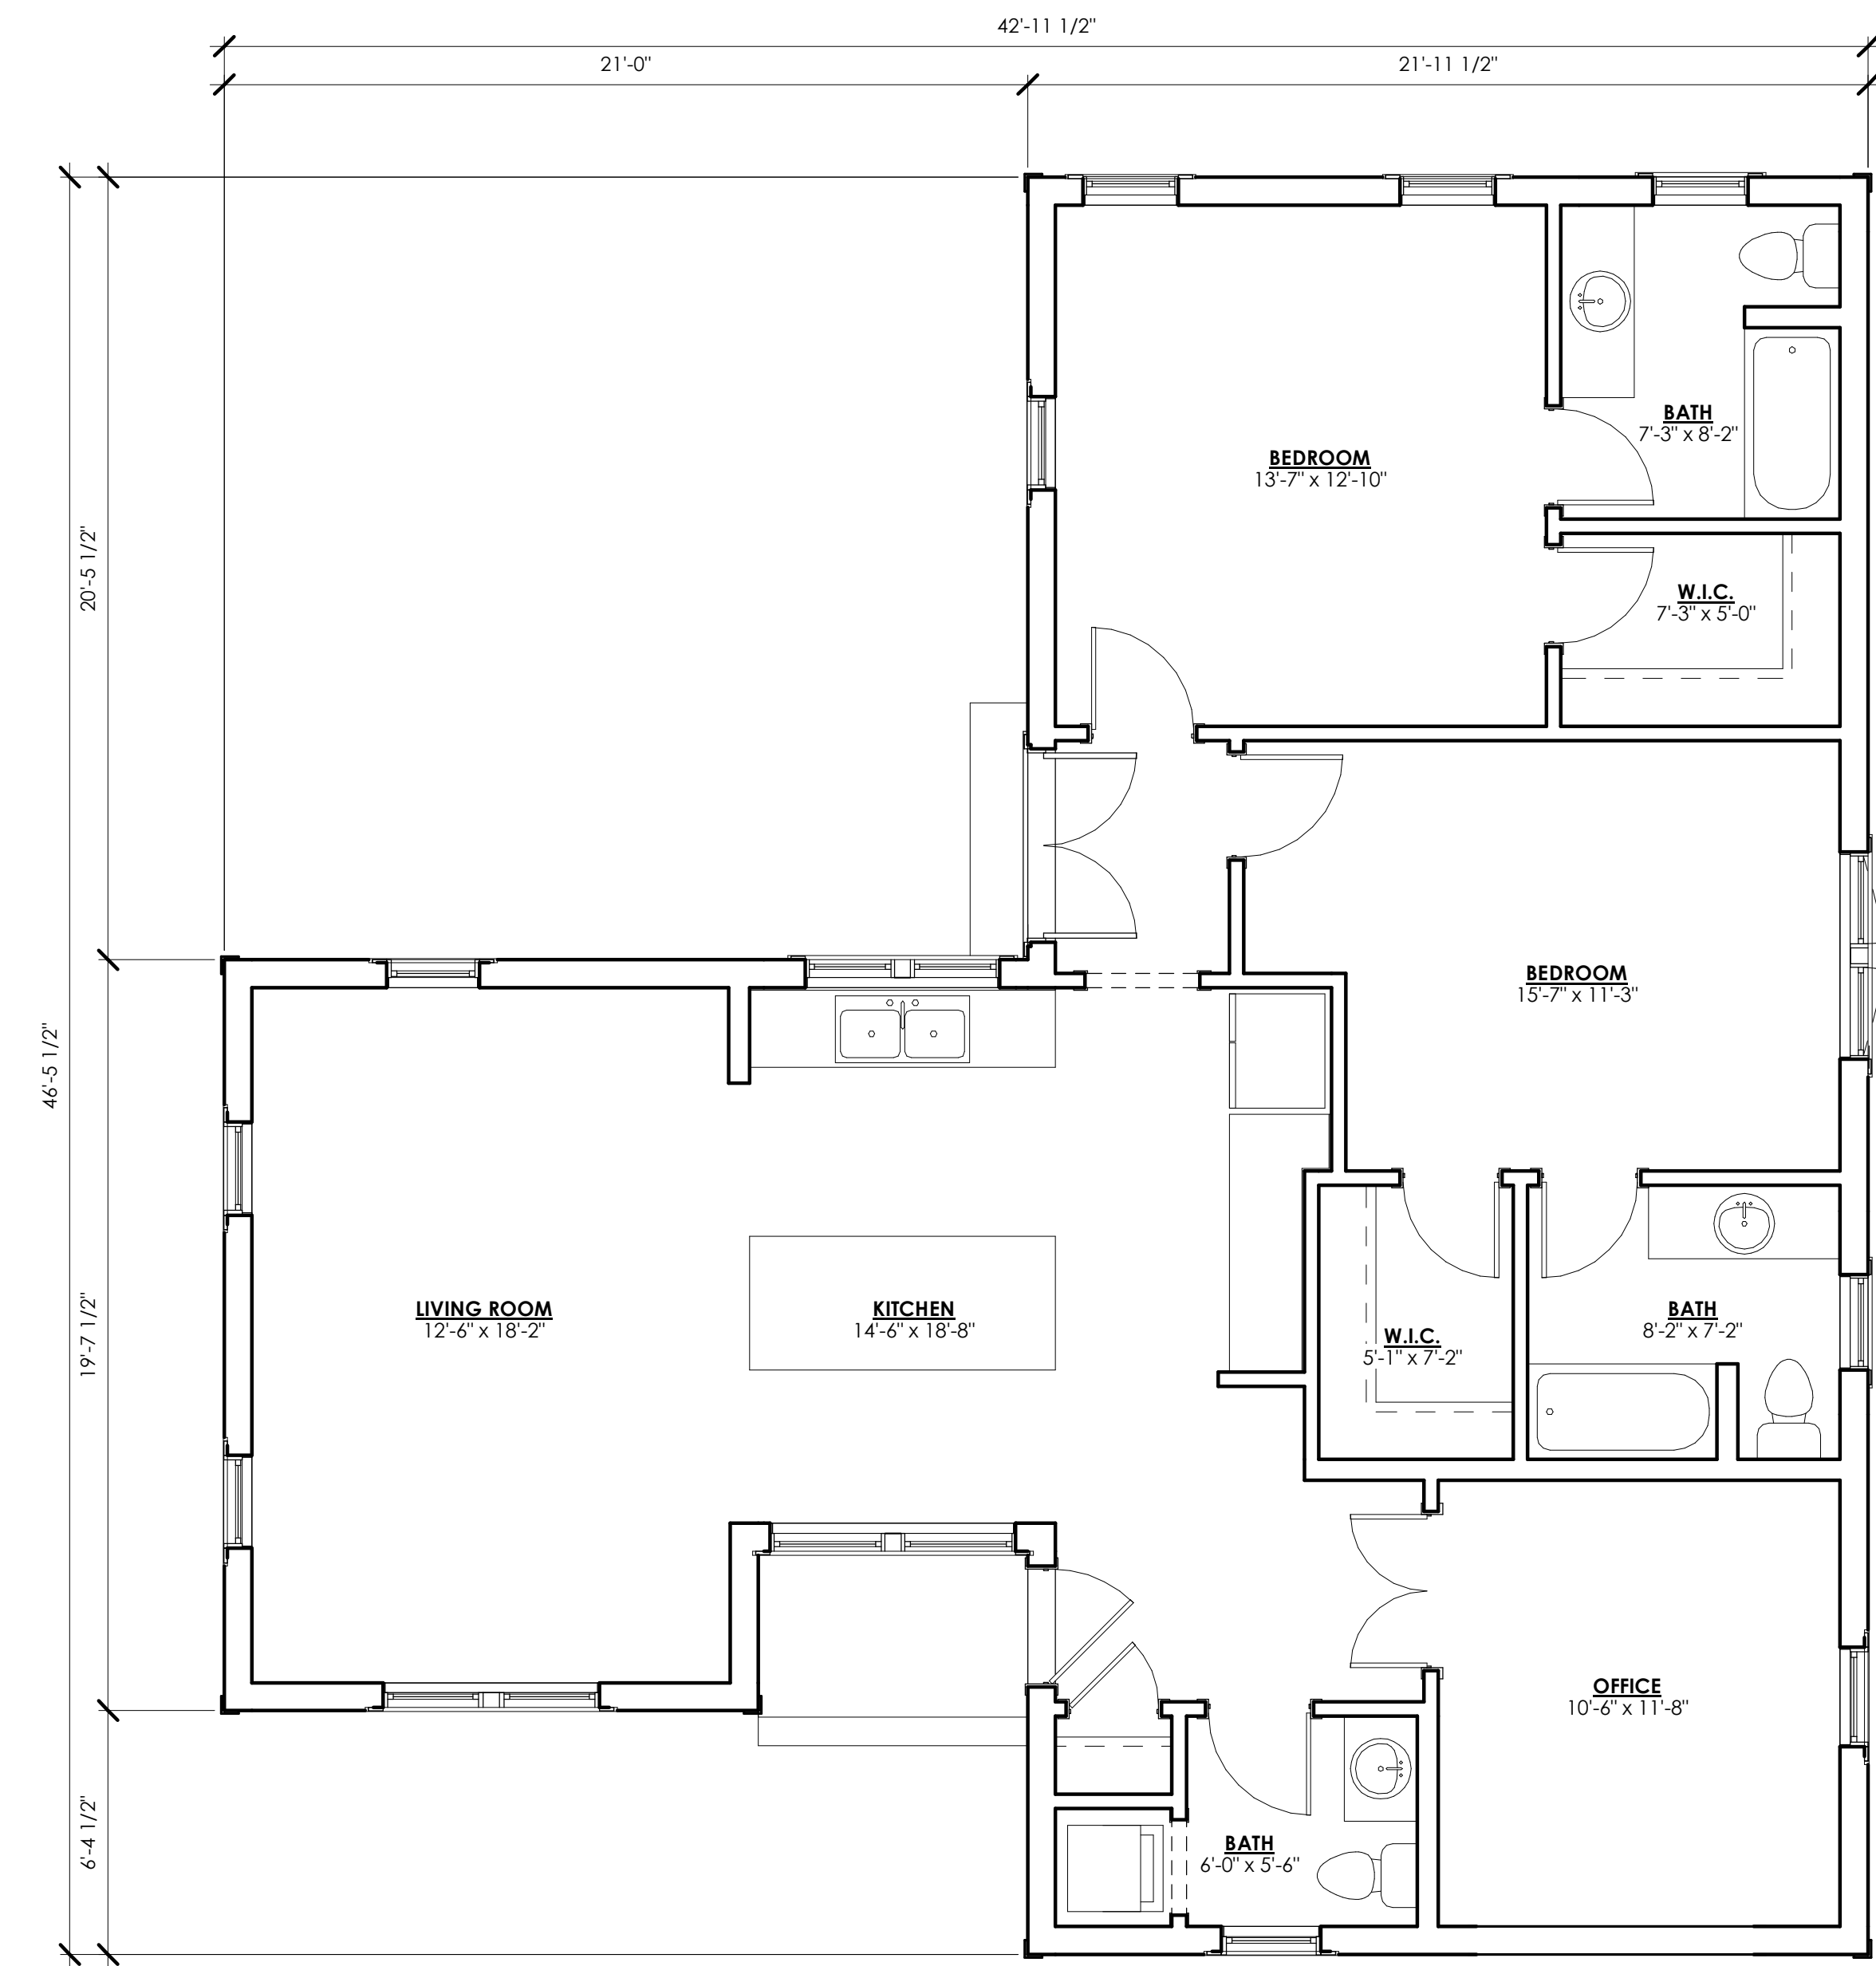 42'-11 1/2"
21'-0"
21'-11 1/2"
BATH
7'-3" x 8'-2"
BEDROOM
13'-7" x 12'-10"
20'-5 1/2"
W.I.C.
7'-3" x 5'-0"
BEDROOM
15'-7" x 11'-3"
46'-5 1/2"
19'-7 1/2"
LIVING ROOM
12'-6" x 18'-2"
KITCHEN
14'-6" x 18'-8"
W.I.C.
5'-1" x 7'-2"
BATH
8'-2" x 7'-2"
OFFICE
10'-6" x 11'-8"
6'-4 1/2"
BATH
6'-0" x 5'-6"